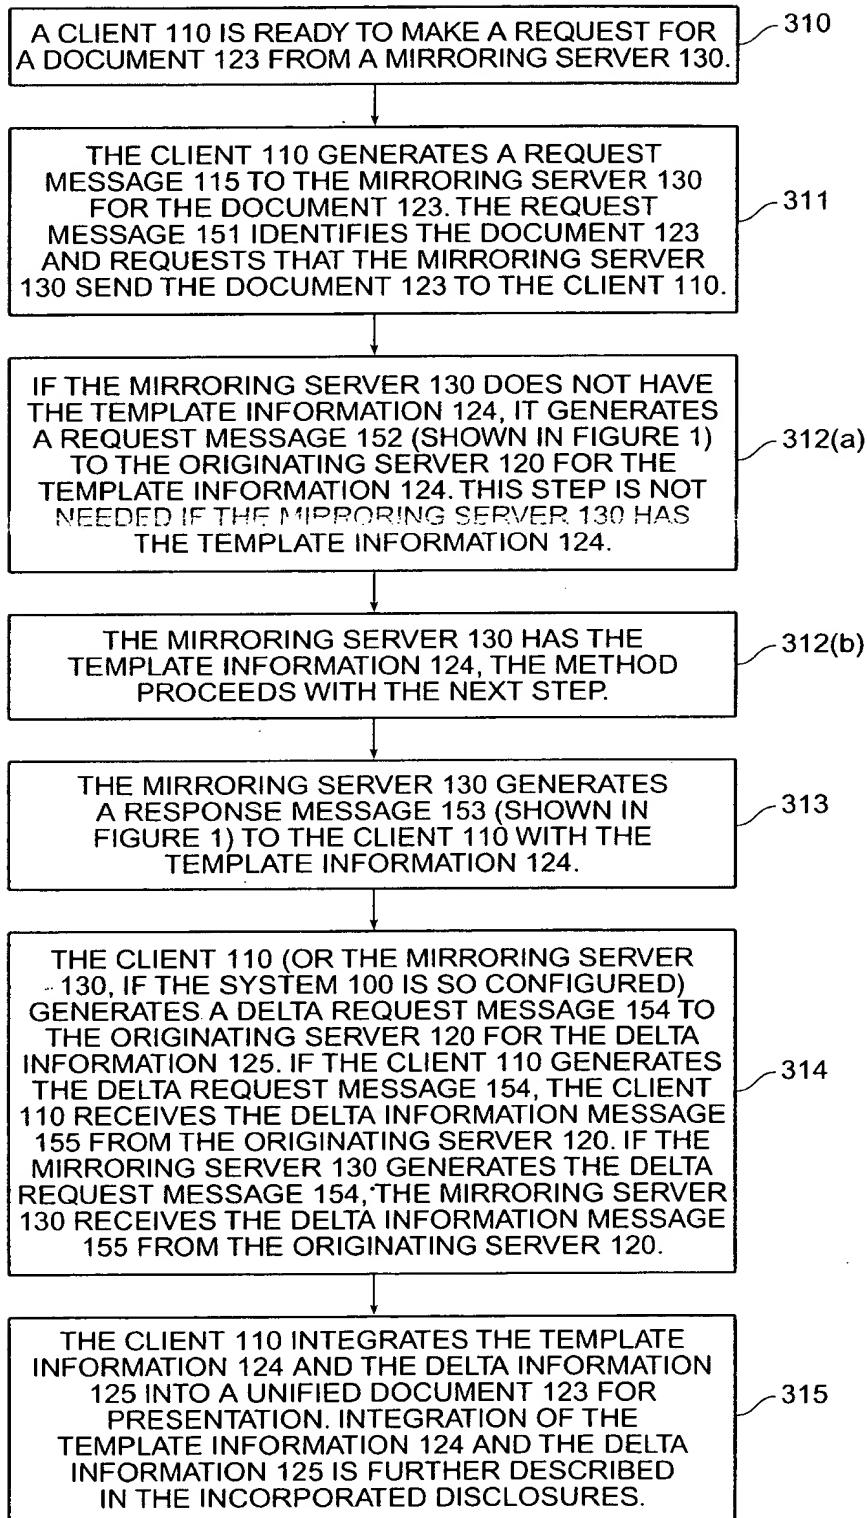 A CLIENT 110 IS READY TO MAKE A REQUEST FOR
A DOCUMENT 123 FROM A MIRRORING SERVER 130.
310
THE CLIENT 110 GENERATES A REQUEST
MESSAGE 115 TO THE MIRRORING SERVER 130
FOR THE DOCUMENT 123. THE REQUEST
MESSAGE 151 IDENTIFIES THE DOCUMENT 123
AND REQUESTS THAT THE MIRRORING SERVER
130 SEND THE DOCUMENT 123 TO THE CLIENT 110.
311
IF THE MIRRORING SERVER 130 DOES NOT HAVE
THE TEMPLATE INFORMATION 124, IT GENERATES
A REQUEST MESSAGE 152 (SHOWN IN FIGURE 1)
TO THE ORIGINATING SERVER 120 FOR THE
TEMPLATE INFORMATION 124. THIS STEP IS NOT
NEEDED IF THE MIRRORING SERVER 130 HAS
THE TEMPLATE INFORMATION 124.
312(a)
THE MIRRORING SERVER 130 HAS THE
TEMPLATE INFORMATION 124, THE METHOD
PROCEEDS WITH THE NEXT STEP.
312(b)
THE MIRRORING SERVER 130 GENERATES
A RESPONSE MESSAGE 153 (SHOWN IN
FIGURE 1) TO THE CLIENT 110 WITH THE
TEMPLATE INFORMATION 124.
313
THE CLIENT 110 (OR THE MIRRORING SERVER
130, IF THE SYSTEM 100 IS SO CONFIGURED)
GENERATES A DELTA REQUEST MESSAGE 154 TO
THE ORIGINATING SERVER 120 FOR THE DELTA
INFORMATION 125. IF THE CLIENT 110 GENERATES
THE DELTA REQUEST MESSAGE 154, THE CLIENT
110 RECEIVES THE DELTA INFORMATION MESSAGE
155 FROM THE ORIGINATING SERVER 120. IF THE
MIRRORING SERVER 130 GENERATES THE DELTA
REQUEST MESSAGE 154, THE MIRRORING SERVER
130 RECEIVES THE DELTA INFORMATION MESSAGE
155 FROM THE ORIGINATING SERVER 120.
314
THE CLIENT 110 INTEGRATES THE TEMPLATE
INFORMATION 124 AND THE DELTA INFORMATION
125 INTO A UNIFIED DOCUMENT 123 FOR
PRESENTATION. INTEGRATION OF THE
TEMPLATE INFORMATION 124 AND THE DELTA
INFORMATION 125 IS FURTHER DESCRIBED
IN THE INCORPORATED DISCLOSURES.
315